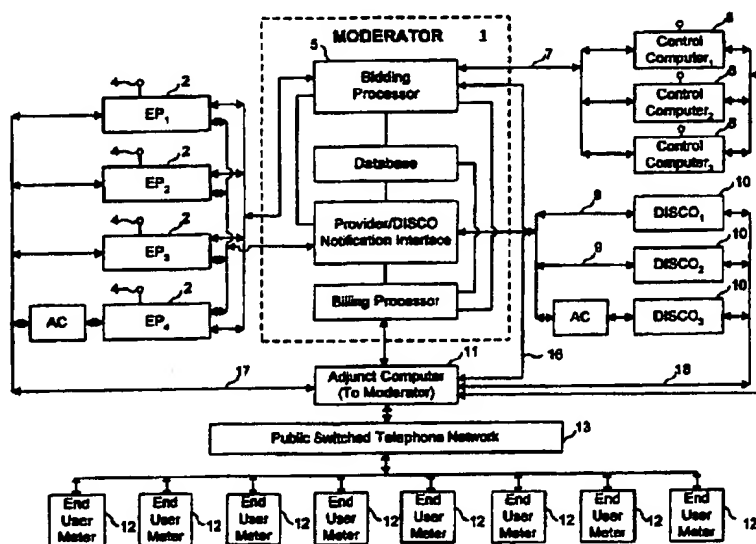 MODERATOR 1
5
Bidding
Processor
Database
Provider/DISCO
Notification Interface
Billing Processor
4 2
EP1
4 2
EP2
4 2
EP3
4 2
AC
EP4
7
6
Control
Computer1
6
Control
Computer2
6
Control
Computer3
10
9
DISCO1
10
9
DISCO2
10
AC
DISCO3
16
11
17
18
Adjunct Computer
(To Moderator)
Public Switched Telephone Network
13
End
User
Meter
12
End
User
Meter
12
End
User
Meter
12
End
User
Meter
12
End
User
Meter
12
End
User
Meter
12
End
User
Meter
12
End
User
Meter
12